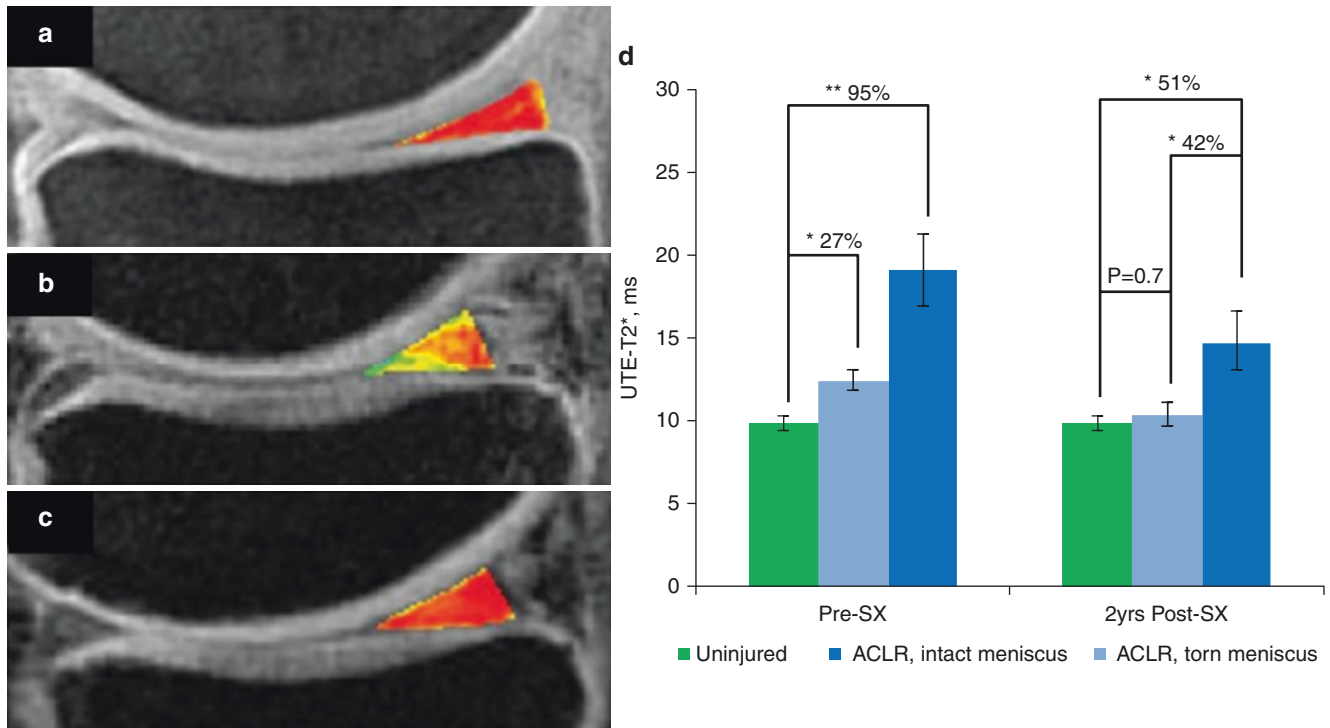 a
b
c
d
UTE-T2*, ms
30
25
20
15
10
5
0
** 95%
* 27%
* 51%
* 42%
P=0.7
Pre-SX
2yrs Post-SX
Uninjured
ACLR, intact meniscus
ACLR, torn meniscus